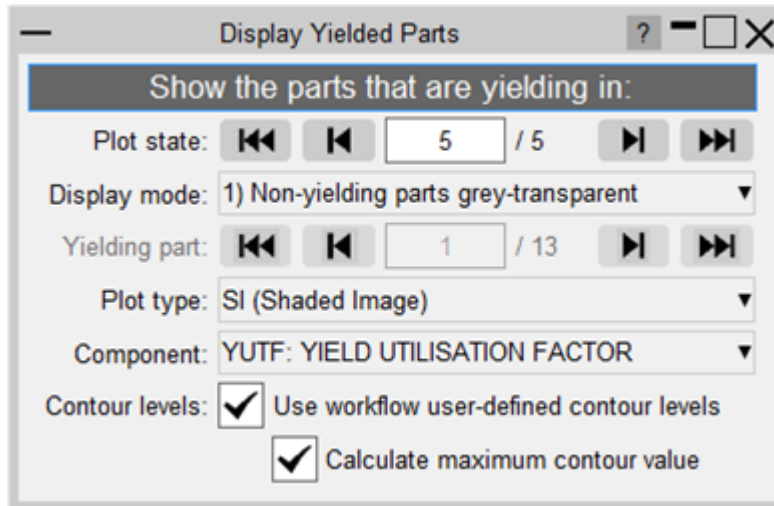 Display Yielded Parts ?
Show the parts that are yielding in:
Plot state: 5 / 5
Display mode: 1) Non-yielding parts grey-transparent
Yielding part: 1 / 13
Plot type: SI (Shaded Image)
Component: YUTF: YIELD UTILISATION FACTOR
Contour levels: Use workflow user-defined contour levels
Calculate maximum contour value